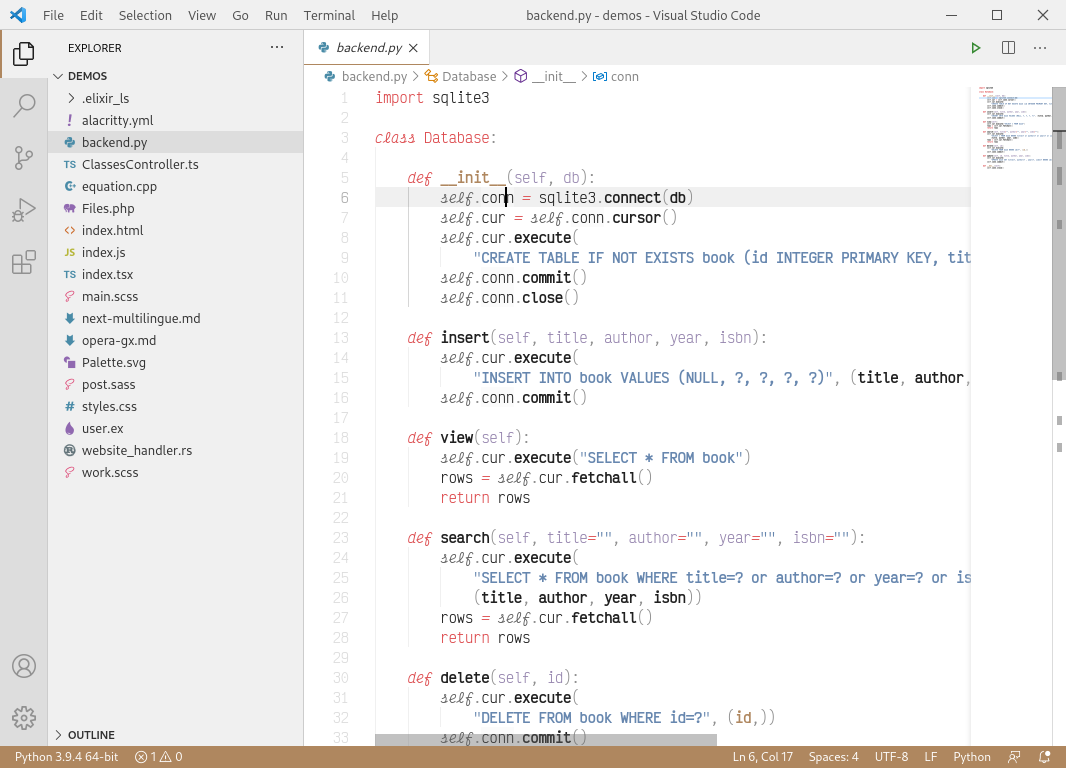 File Edit Selection View Go Run Terminal Help backend.py - demos - Visual Studio Code
EXPLORER
DEMOS
.elixir_ls
! alacritty.yml
backend.py
TS ClassesController.ts
equation.cpp
Files.php
<> index.html
JS index.js
TS index.tsx
main.scss
next-multilingue.md
opera-gx.md
Palette.svg
post.sass
# styles.css
user.ex
website_handler.rs
work.scss
OUTLINE
backend.py
backend.py > Database > __init__ > conn
1 import sqlite3
2
3 class Database:
4
5 def __init__(self, db):
6 self.conn = sqlite3.connect(db)
7 self.cur = self.conn.cursor()
8 self.cur.execute(
9 "CREATE TABLE IF NOT EXISTS book (id INTEGER PRIMARY KEY, tit
10 self.conn.commit()
11 self.conn.close()
12
13 def insert(self, title, author, year, isbn):
14 self.cur.execute(
15 "INSERT INTO book VALUES (NULL, ?, ?, ?, ?)", (title, author,
16 self.conn.commit()
17
18 def view(self):
19 self.cur.execute("SELECT * FROM book")
20 rows = self.cur.fetchall()
21 return rows
22
23 def search(self, title="", author="", year="", isbn=""):
24 self.cur.execute(
25 "SELECT * FROM book WHERE title=? or author=? or year=? or is
26 (title, author, year, isbn))
27 rows = self.cur.fetchall()
28 return rows
29
30 def delete(self, id):
31 self.cur.execute(
32 "DELETE FROM book WHERE id=?", (id,))
33 self.conn.commit()
Python 3.9.4 64-bit 1 0 Ln 6, Col 17 Spaces: 4 UTF-8 LF Python